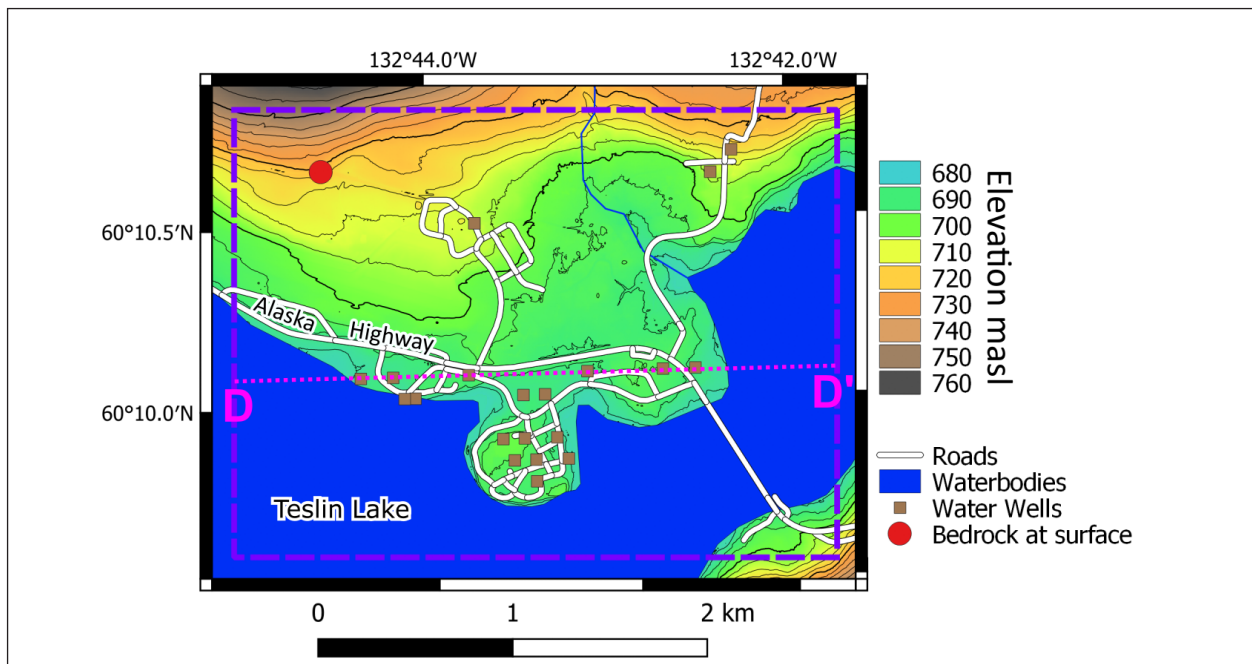 132°44.0’W
132°42.0’W
60°10.5’N
60°10.0’N
Alaska
Highway
D
D'
Teslin Lake
680
690
700
710
720
730
740
750
760
Elevation masl
Roads
Waterbodies
Water Wells
Bedrock at surface
0
1
2 km